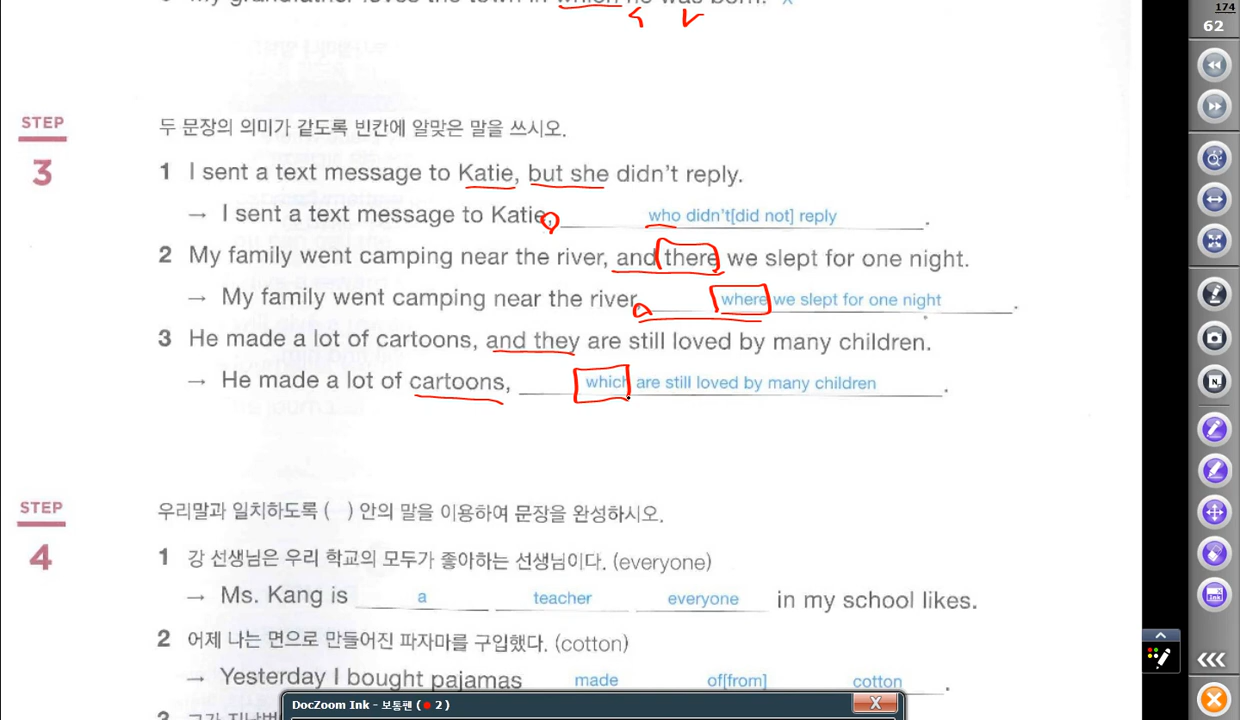 My grandfather loves the town in which he was born.
174
62
STEP
3
두 문장의 의미가 같도록 빈칸에 알맞은 말을 쓰시오.
1 I sent a text message to Katie, but she didn't reply.
→ I sent a text message to Katie, who didn't[did not] reply.
2 My family went camping near the river, and there we slept for one night.
→ My family went camping near the river, where we slept for one night.
3 He made a lot of cartoons, and they are still loved by many children.
→ He made a lot of cartoons, which are still loved by many children.
STEP
4
우리말과 일치하도록 ( ) 안의 말을 이용하여 문장을 완성하시오.
1 강 선생님은 우리 학교의 모두가 좋아하는 선생님이다. (everyone)
→ Ms. Kang is a teacher everyone in my school likes.
2 어제 나는 면으로 만들어진 파자마를 구입했다. (cotton)
→ Yesterday I bought pajamas made of[from] cotton.
DocZoom Ink - 보통펜 ( 2 )